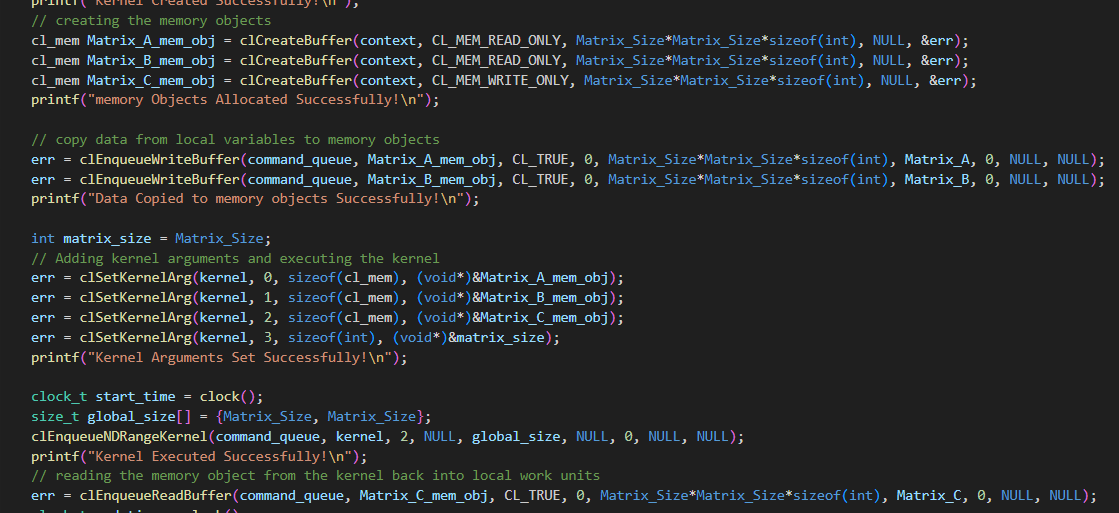 printf("Kernel Created Successfully!\n");
// creating the memory objects
cl_mem Matrix_A_mem_obj = clCreateBuffer(context, CL_MEM_READ_ONLY, Matrix_Size*Matrix_Size*sizeof(int), NULL, &err);
cl_mem Matrix_B_mem_obj = clCreateBuffer(context, CL_MEM_READ_ONLY, Matrix_Size*Matrix_Size*sizeof(int), NULL, &err);
cl_mem Matrix_C_mem_obj = clCreateBuffer(context, CL_MEM_WRITE_ONLY, Matrix_Size*Matrix_Size*sizeof(int), NULL, &err);
printf("memory Objects Allocated Successfully!\n");
// copy data from local variables to memory objects
err = clEnqueueWriteBuffer(command_queue, Matrix_A_mem_obj, CL_TRUE, 0, Matrix_Size*Matrix_Size*sizeof(int), Matrix_A, 0, NULL, NULL);
err = clEnqueueWriteBuffer(command_queue, Matrix_B_mem_obj, CL_TRUE, 0, Matrix_Size*Matrix_Size*sizeof(int), Matrix_B, 0, NULL, NULL);
printf("Data Copied to memory objects Successfully!\n");
int matrix_size = Matrix_Size;
// Adding kernel arguments and executing the kernel
err = clSetKernelArg(kernel, 0, sizeof(cl_mem), (void*)&Matrix_A_mem_obj);
err = clSetKernelArg(kernel, 1, sizeof(cl_mem), (void*)&Matrix_B_mem_obj);
err = clSetKernelArg(kernel, 2, sizeof(cl_mem), (void*)&Matrix_C_mem_obj);
err = clSetKernelArg(kernel, 3, sizeof(int), (void*)&matrix_size);
printf("Kernel Arguments Set Successfully!\n");
clock_t start_time = clock();
size_t global_size[] = {Matrix_Size, Matrix_Size};
clEnqueueNDRangeKernel(command_queue, kernel, 2, NULL, global_size, NULL, 0, NULL, NULL);
printf("Kernel Executed Successfully!\n");
// reading the memory object from the kernel back into local work units
err = clEnqueueReadBuffer(command_queue, Matrix_C_mem_obj, CL_TRUE, 0, Matrix_Size*Matrix_Size*sizeof(int), Matrix_C, 0, NULL, NULL);